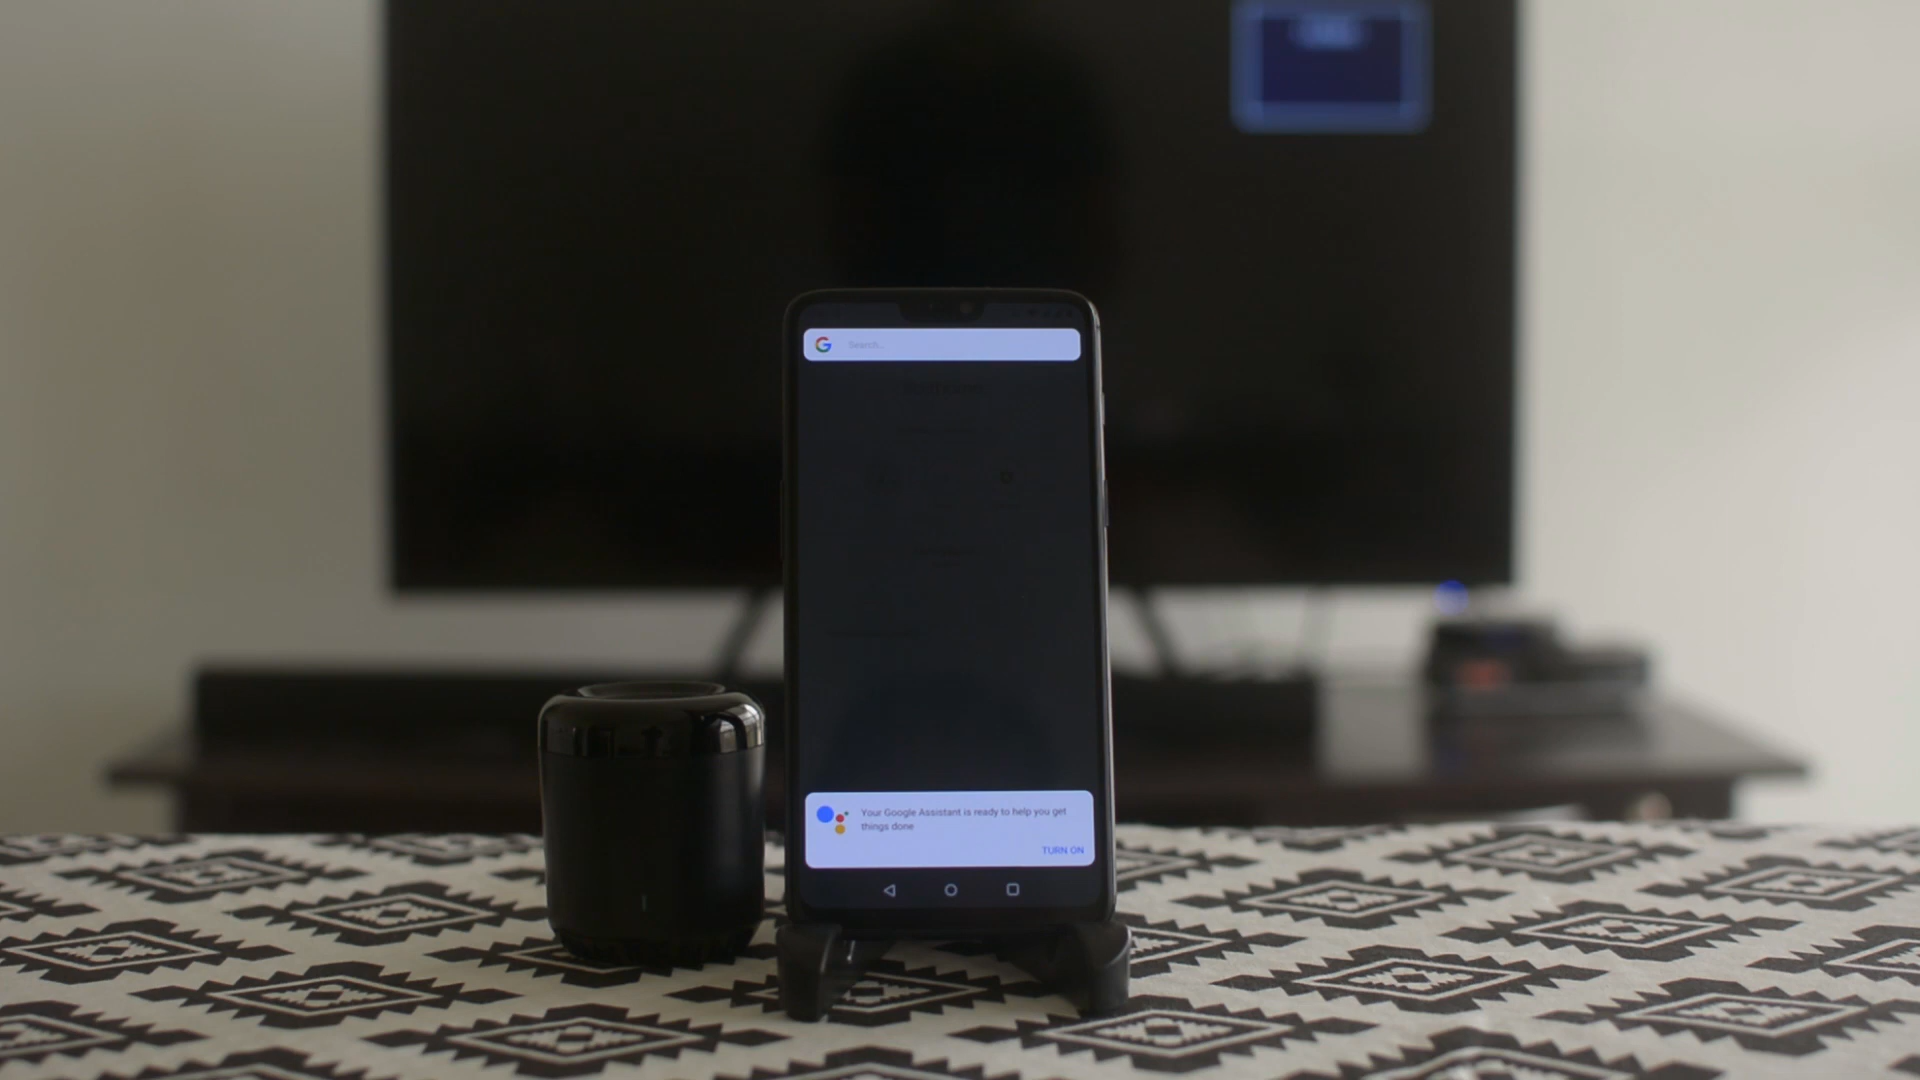 Search...
Your Google Assistant is ready to help you get
things done
TURN ON